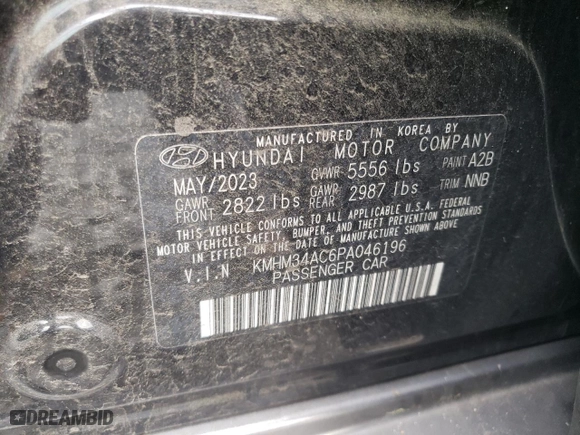 MANUFACTURED IN KOREA BY
HYUNDAI MOTOR COMPANY
MAY/2023 GVWR 5556 lbs PAINT A2B
GAWR FRONT 2822 lbs GAWR REAR 2987 lbs TRIM NNB
THIS VEHICLE CONFORMS TO ALL APPLICABLE U.S.A. FEDERAL
MOTOR VEHICLE SAFETY, BUMPER, AND THEFT PREVENTION STANDARDS
IN EFFECT ON THE DATE OF MANUFACTURE SHOWN ABOVE
V.I.N KMHM34AC6PA046196
PASSENGER CAR
DREAMBID